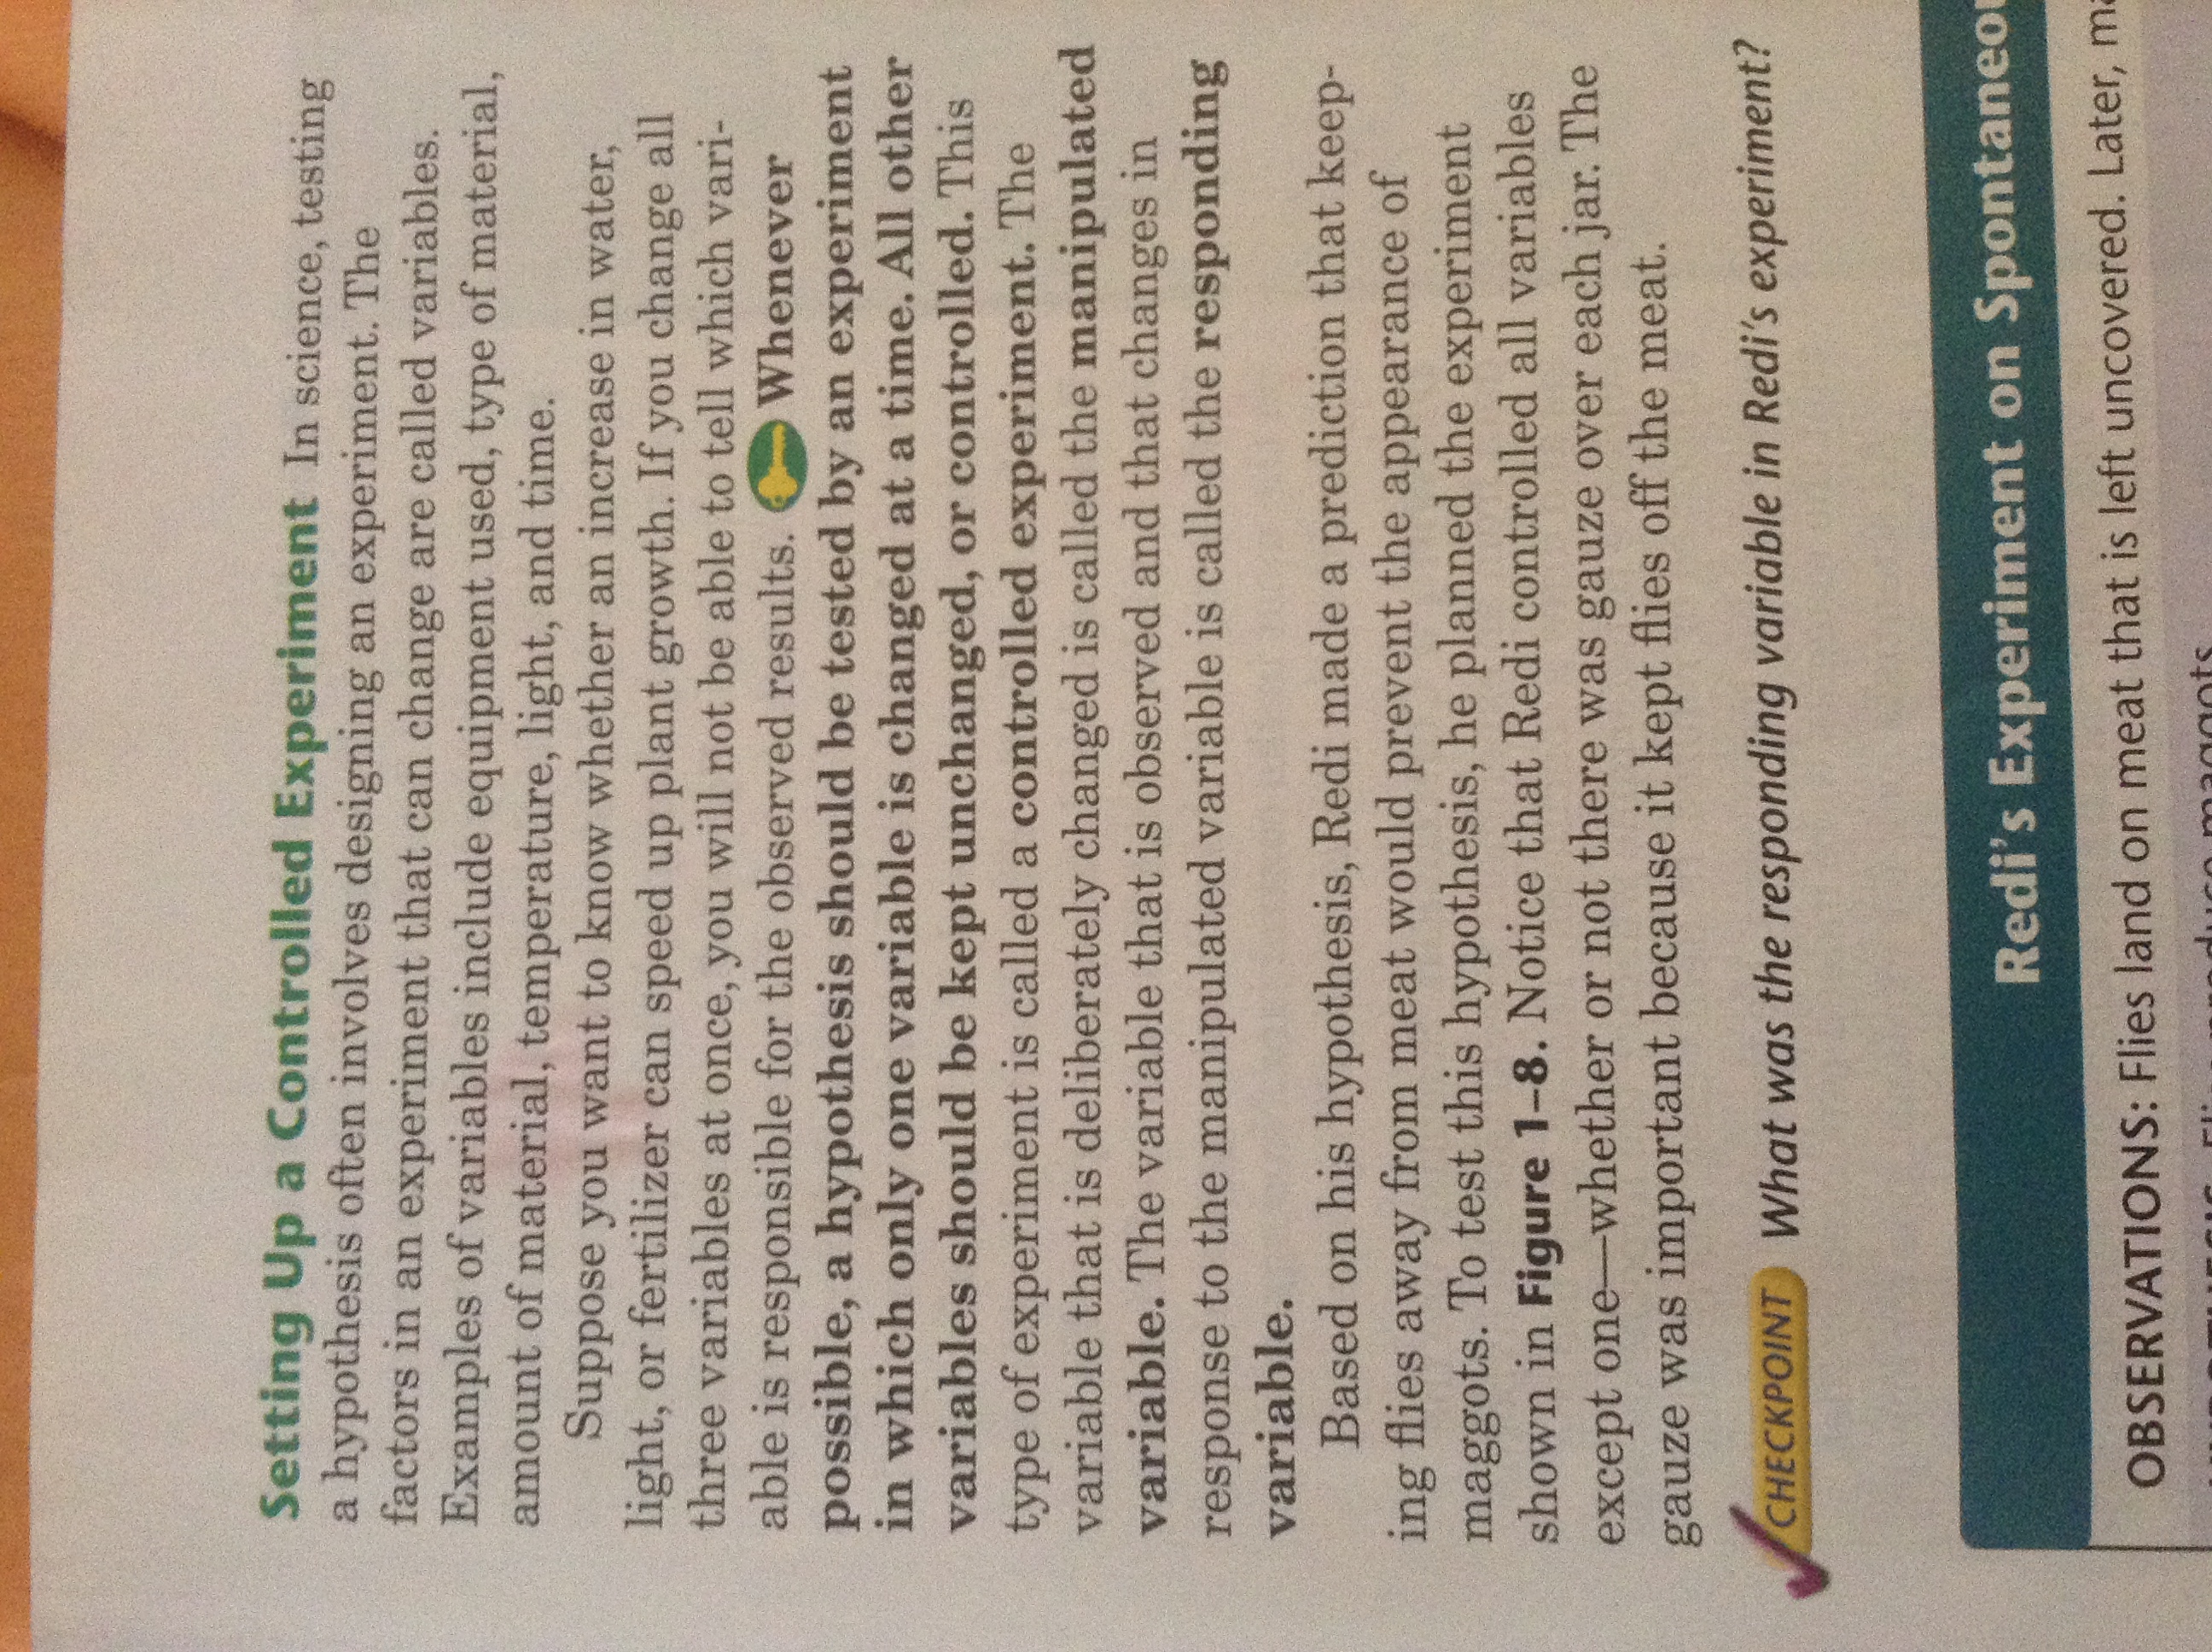 Setting Up a Controlled Experiment In science, testing
a hypothesis often involves designing an experiment. The
factors in an experiment that can change are called variables.
Examples of variables include equipment used, type of material,
amount of material, temperature, light, and time.
Suppose you want to know whether an increase in water,
light, or fertilizer can speed up plant growth. If you change all
three variables at once, you will not be able to tell which vari-
able is responsible for the observed results. Whenever
possible, a hypothesis should be tested by an experiment
in which only one variable is changed at a time. All other
variables should be kept unchanged, or controlled. This
type of experiment is called a controlled experiment. The
variable that is deliberately changed is called the manipulated
variable. The variable that is observed and that changes in
response to the manipulated variable is called the responding
variable.
Based on his hypothesis, Redi made a prediction that keep-
ing flies away from meat would prevent the appearance of
maggots. To test this hypothesis, he planned the experiment
shown in Figure 1–8. Notice that Redi controlled all variables
except one—whether or not there was gauze over each jar. The
gauze was important because it kept flies off the meat.
CHECKPOINT What was the responding variable in Redi's experiment?
Redi's Experiment on
OBSERVATIONS: Flies land on meat that is left uncovered. Later,
HYPOTHESIS: Flies produce maggots